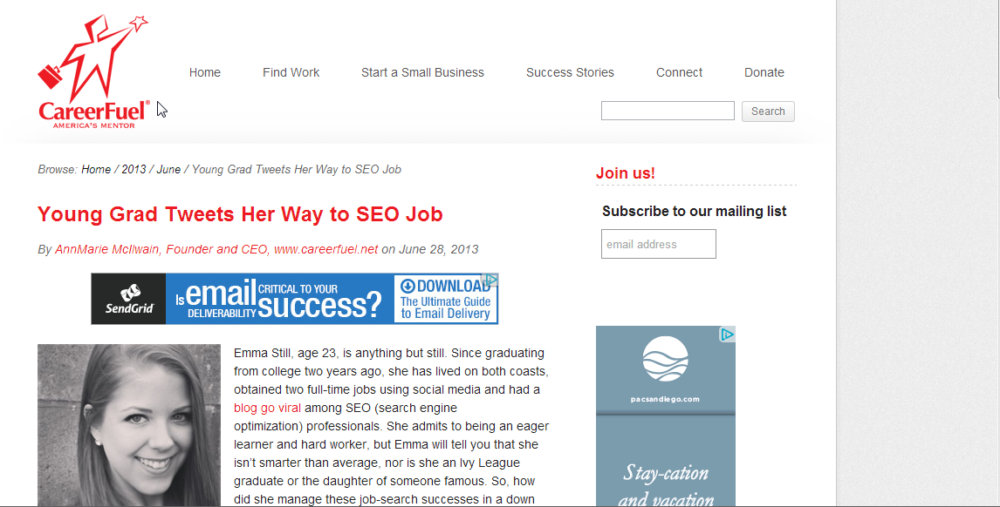 CareerFuel®
AMERICA'S MENTOR
Home
Find Work
Start a Small Business
Success Stories
Connect
Donate
Search
Browse: Home / 2013 / June / Young Grad Tweets Her Way to SEO Job
Young Grad Tweets Her Way to SEO Job
By AnnMarie McIlwain, Founder and CEO, www.careerfuel.net on June 28, 2013
SendGrid
Is email DELIVERABILITY CRITICAL TO YOUR success?
DOWNLOAD
The Ultimate Guide
to Email Delivery
Emma Still, age 23, is anything but still. Since graduating
from college two years ago, she has lived on both coasts,
obtained two full-time jobs using social media and had a
blog go viral among SEO (search engine
optimization) professionals. She admits to being an eager
learner and hard worker, but Emma will tell you that she
isn't smarter than average, nor is she an Ivy League
graduate or the daughter of someone famous. So, how
did she manage these job-search successes in a down
Join us!
Subscribe to our mailing list
email address
pacsandiego.com
Stay-cation
and vacation